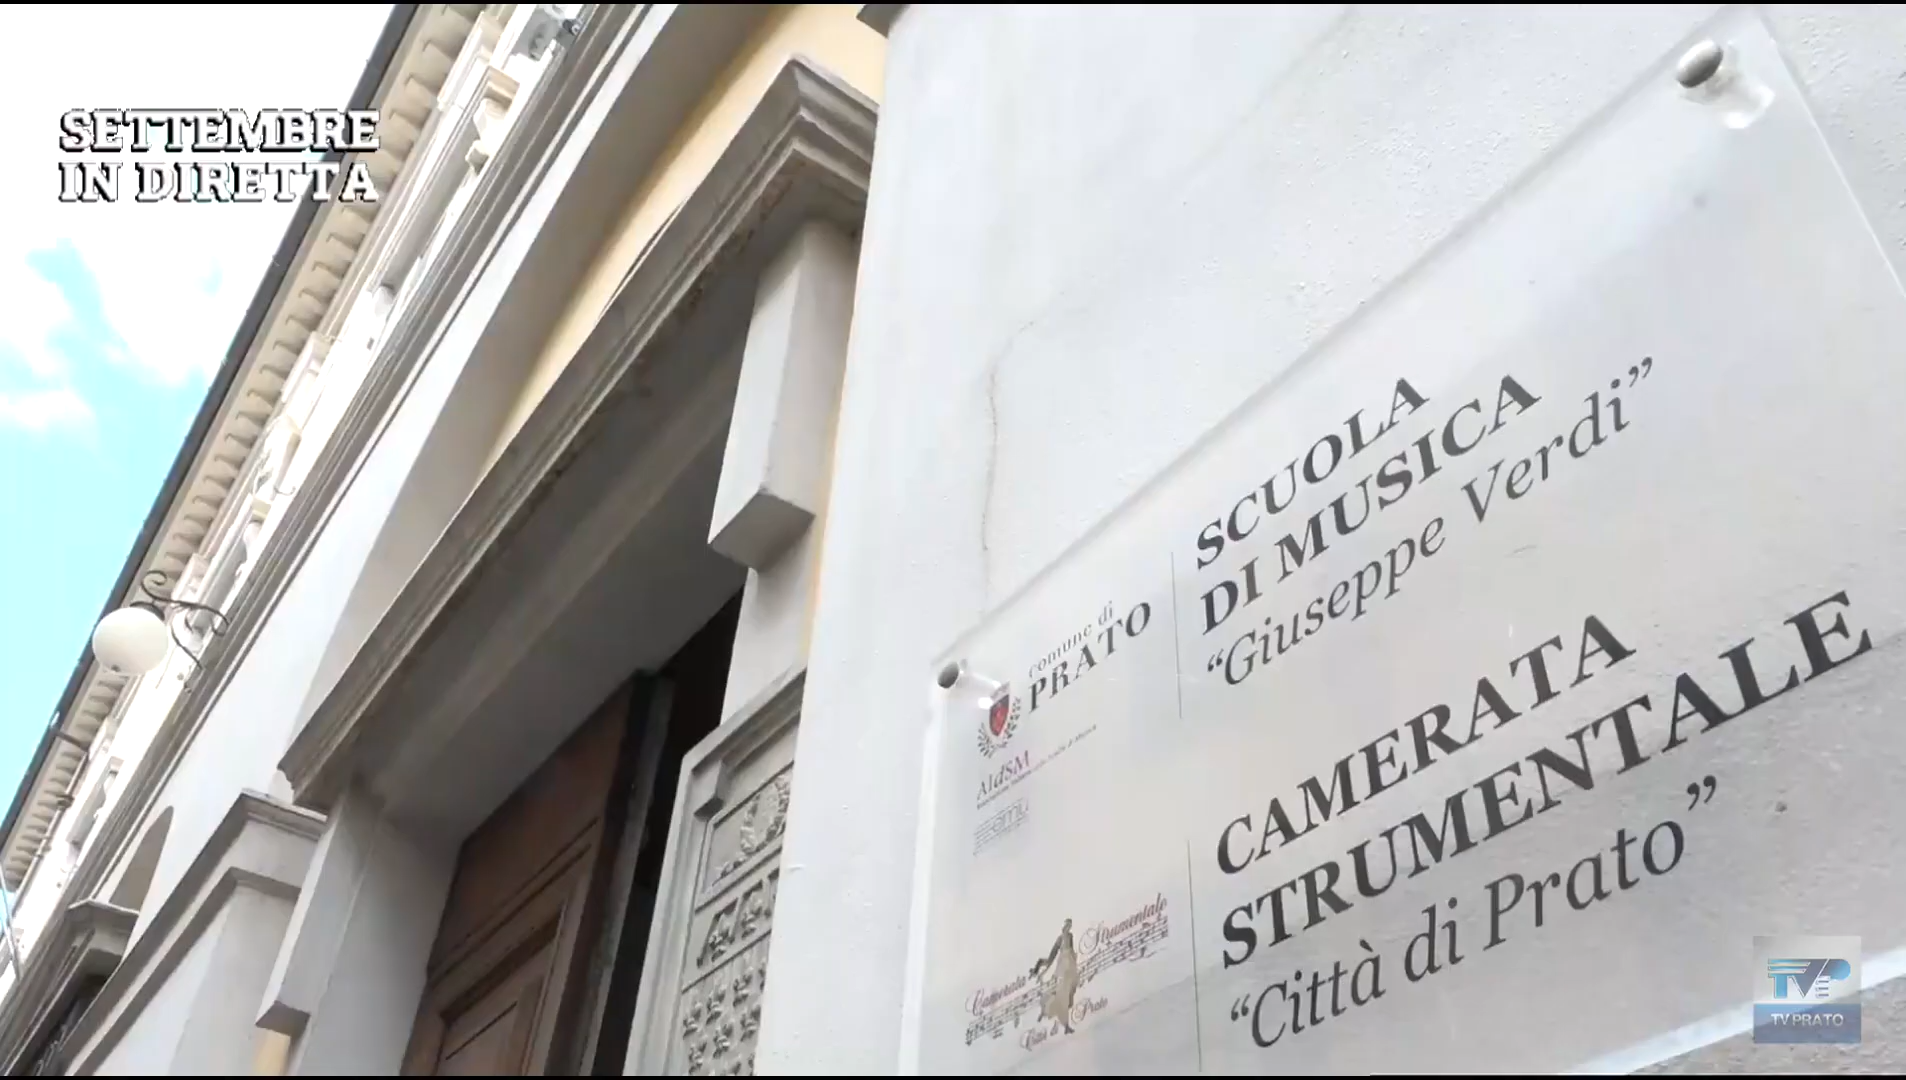 SETTEMBRE
IN DIRETTA
comune di
PRATO
SCUOLA
DI MUSICA
“Giuseppe Verdi”
AIdSM
CAMERATA
STRUMENTALE
“Città di Prato”
Camerata Strumentale
Città di Prato
TVP
TV PRATO